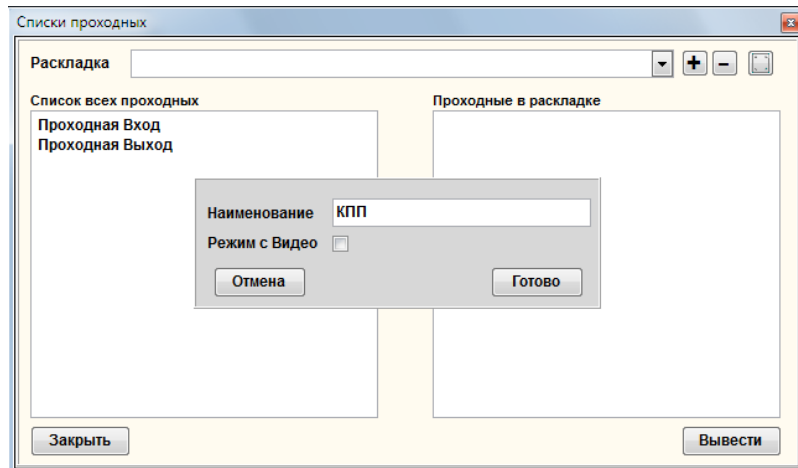 Списки проходных
Раскладка
Список всех проходных
Проходные в раскладке
Проходная Вход
Проходная Выход
Наименование КПП
Режим с Видео
Отмена Готово
Закрыть Вывести